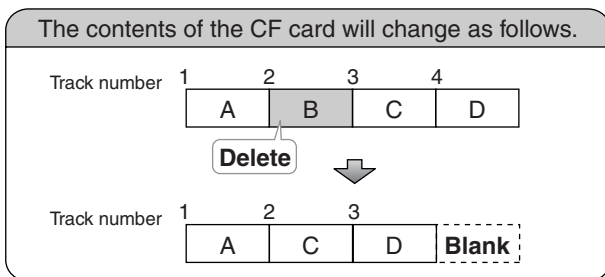 The contents of the CF card will change as follows.
Track number 1 2 3 4
A B C D
Delete
Track number 1 2 3
A C D Blank